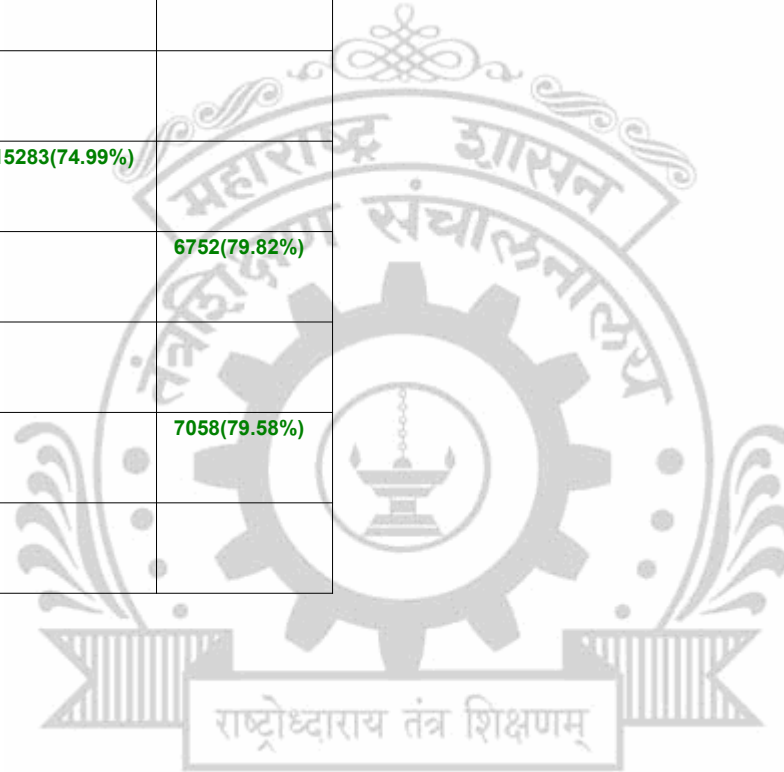 महाराष्ट्र शासन
15283(74.99%)
तंत्रशिक्षण संचालनालय
6752(79.82%)
7058(79.58%)
राष्ट्रोध्दाराय तंत्र शिक्षणम्